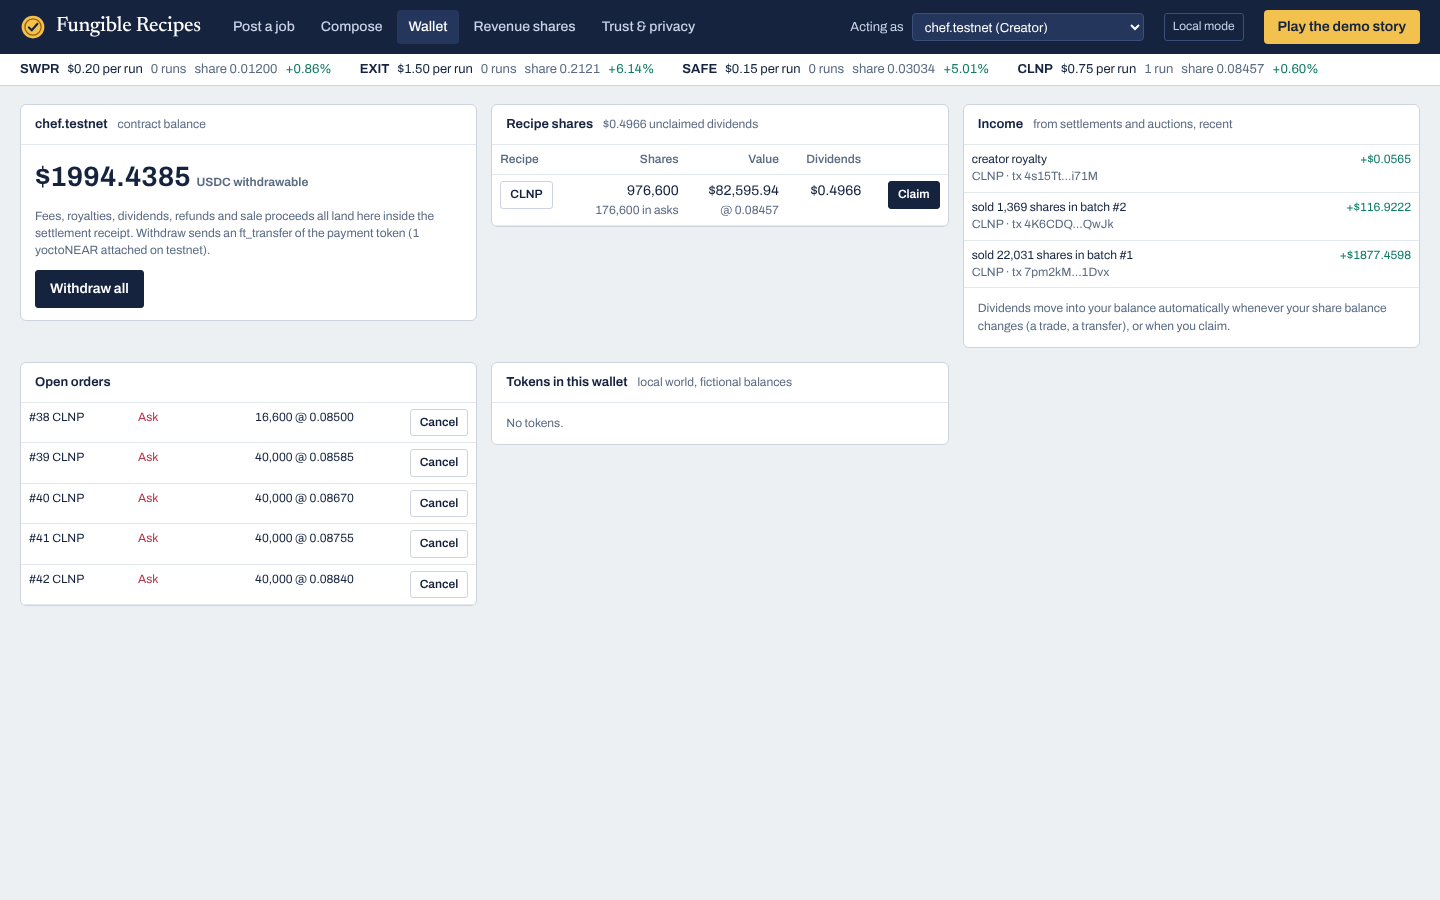 Fungible Recipes Post a job Compose Wallet Revenue shares Trust & privacy Acting as chef.testnet (Creator) Local mode Play the demo story
SWPR $0.20 per run 0 runs share 0.01200 +0.86% EXIT $1.50 per run 0 runs share 0.2121 +6.14% SAFE $0.15 per run 0 runs share 0.03034 +5.01% CLNP $0.75 per run 1 run share 0.08457 +0.60%
chef.testnet contract balance
$1994.4385 USDC withdrawable
Fees, royalties, dividends, refunds and sale proceeds all land here inside the
settlement receipt. Withdraw sends an ft_transfer of the payment token (1
yoctoNEAR attached on testnet).
Withdraw all
Recipe shares $0.4966 unclaimed dividends
Recipe Shares Value Dividends
CLNP 976,600 $82,595.94 $0.4966 Claim
176,600 in asks @ 0.08457
Income from settlements and auctions, recent
creator royalty +$0.0565
CLNP · tx 4s15Tt…i71M
sold 1,369 shares in batch #2 +$116.9222
CLNP · tx 4K6CDQ…QwJk
sold 22,031 shares in batch #1 +$1877.4598
CLNP · tx 7pm2kM…1Dvx
Dividends move into your balance automatically whenever your share balance
changes (a trade, a transfer), or when you claim.
Open orders
#38 CLNP Ask 16,600 @ 0.08500 Cancel
#39 CLNP Ask 40,000 @ 0.08585 Cancel
#40 CLNP Ask 40,000 @ 0.08670 Cancel
#41 CLNP Ask 40,000 @ 0.08755 Cancel
#42 CLNP Ask 40,000 @ 0.08840 Cancel
Tokens in this wallet local world, fictional balances
No tokens.